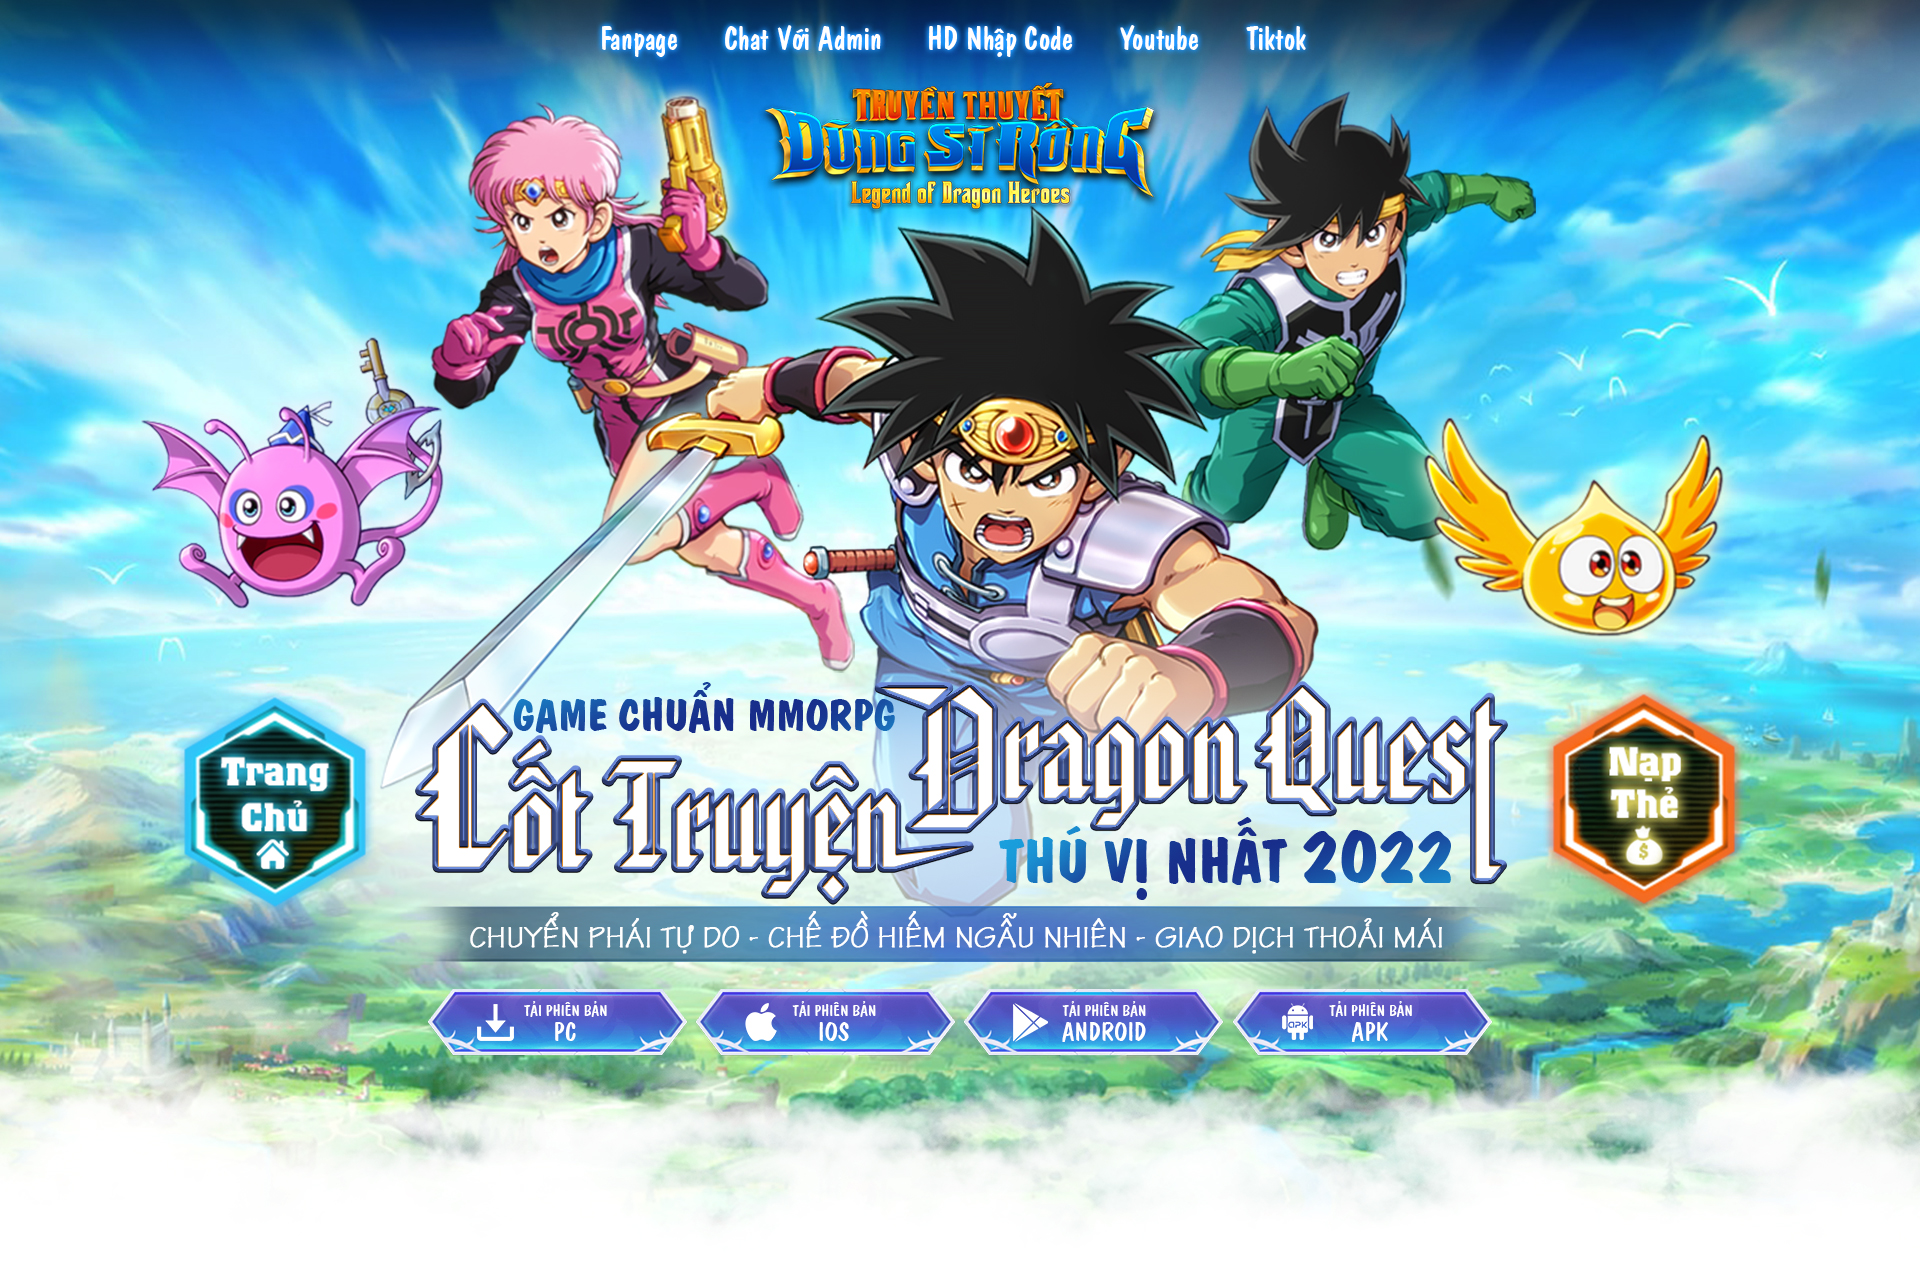 Fanpage
Chat Với Admin
HD Nhập Code
Youtube
Tiktok
TRUYỀN THUYẾT
DŨNG SĨ RỒNG
Legend of Dragon Heroes
GAME CHUẨN MMORPG
Cốt Truyện Dragon Quest
THÚ VỊ NHẤT 2022
Trang
Chủ
Nạp
Thẻ
$
CHUYỂN PHÁI TỰ DO - CHẾ ĐỒ HIẾM NGẪU NHIÊN - GIAO DỊCH THOẢI MÁI
TẢI PHIÊN BẢN
PC
TẢI PHIÊN BẢN
IOS
TẢI PHIÊN BẢN
ANDROID
APK
TẢI PHIÊN BẢN
APK